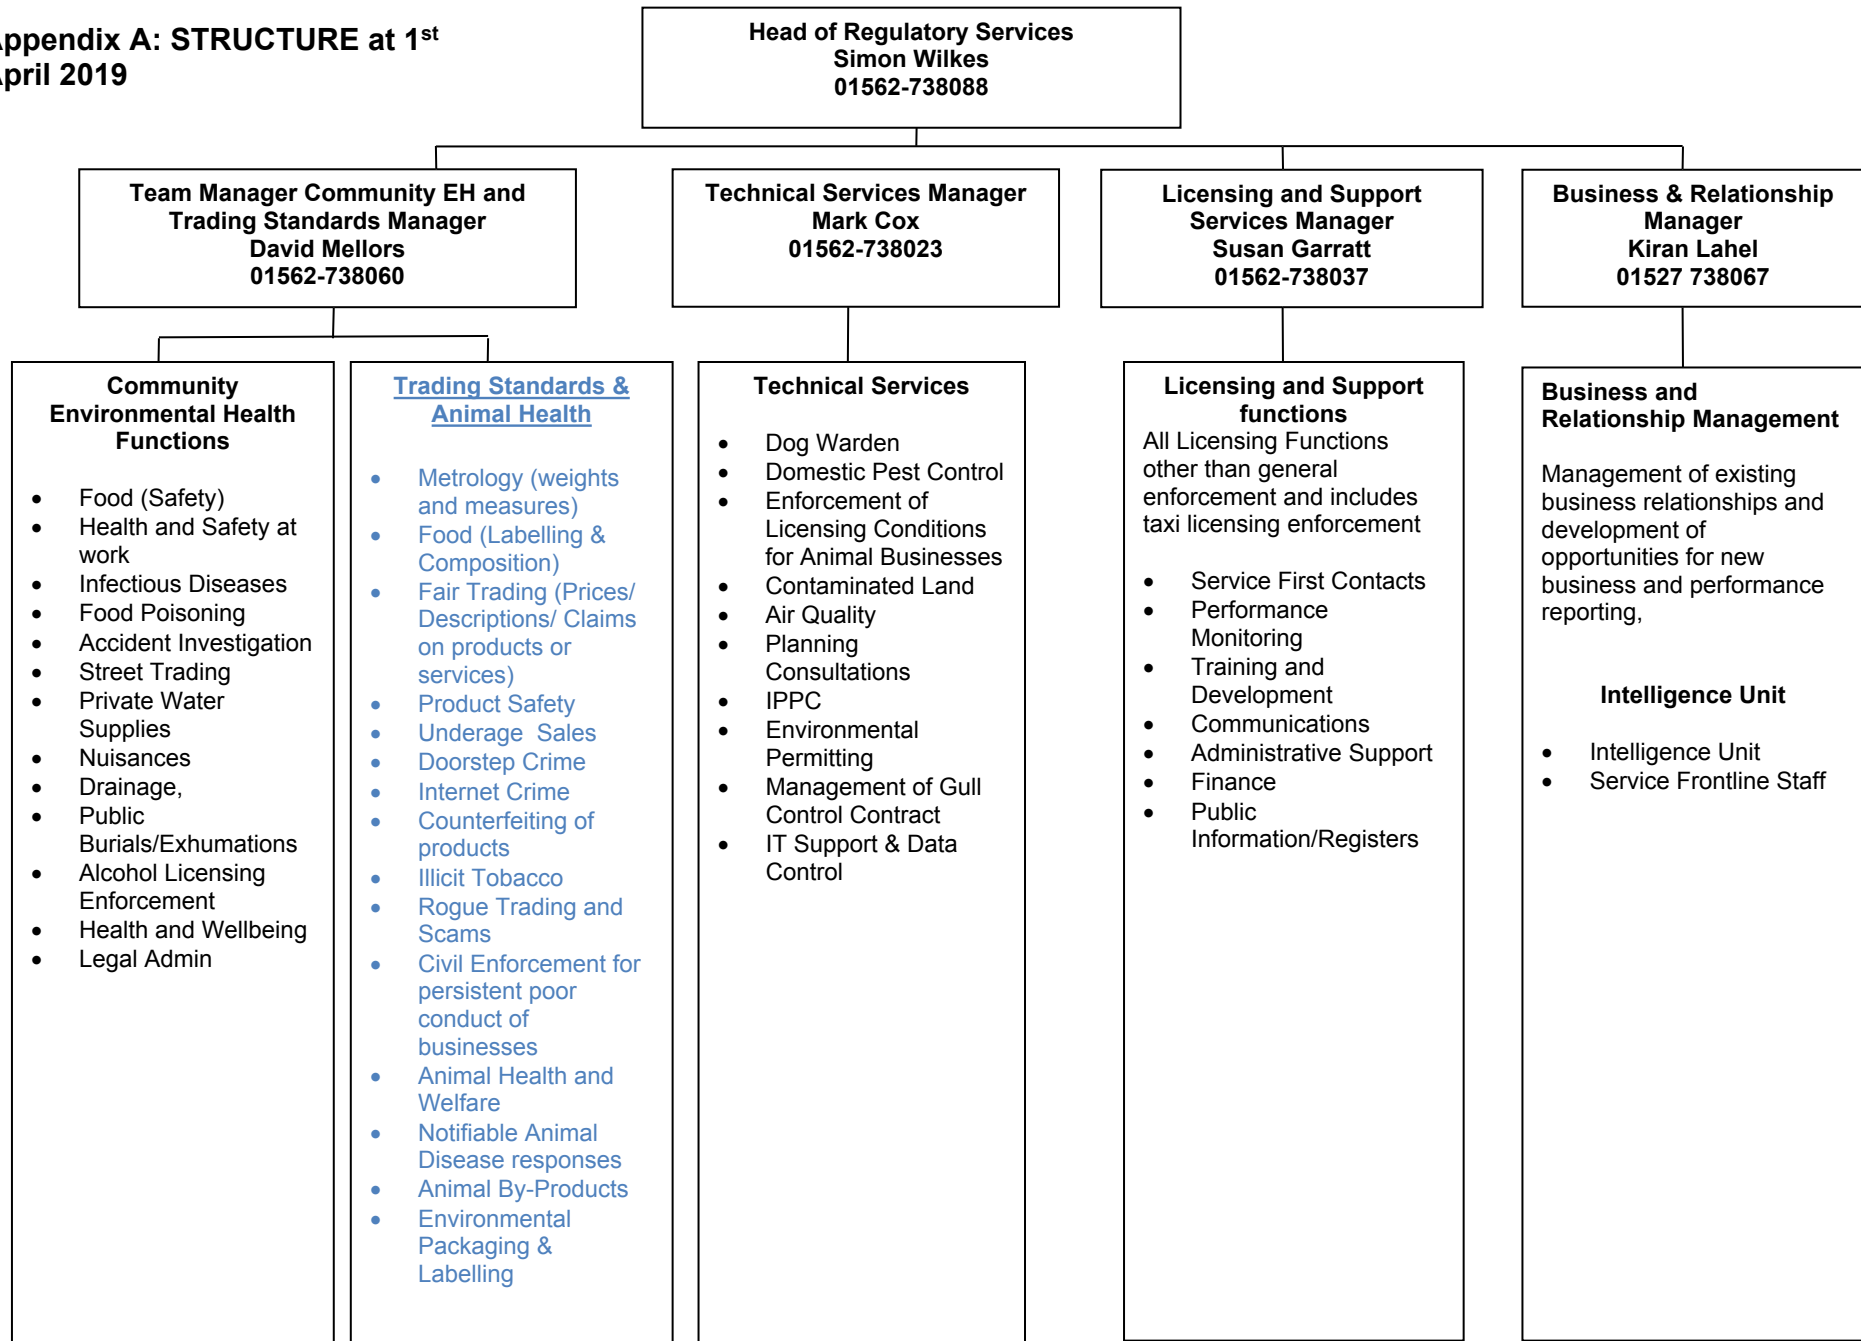 ppendix A: STRUCTURE at 1st
pril 2019
Head of Regulatory Services
Simon Wilkes
01562-738088
Team Manager Community EH and
Trading Standards Manager
David Mellors
01562-738060
Technical Services Manager
Mark Cox
01562-738023
Licensing and Support
Services Manager
Susan Garratt
01562-738037
Business & Relationship
Manager
Kiran Lahel
01527 738067
Community
Environmental Health
Functions
• Food (Safety)
• Health and Safety at
work
• Infectious Diseases
• Food Poisoning
• Accident Investigation
• Street Trading
• Private Water
Supplies
• Nuisances
• Drainage,
• Public
Burials/Exhumations
• Alcohol Licensing
Enforcement
• Health and Wellbeing
• Legal Admin
Trading Standards &
Animal Health
• Metrology (weights
and measures)
• Food (Labelling &
Composition)
• Fair Trading (Prices/
Descriptions/ Claims
on products or
services)
• Product Safety
• Underage  Sales
• Doorstep Crime
• Internet Crime
• Counterfeiting of
products
• Illicit Tobacco
• Rogue Trading and
Scams
• Civil Enforcement for
persistent poor
conduct of
businesses
• Animal Health and
Welfare
• Notifiable Animal
Disease responses
• Animal By-Products
• Environmental
Packaging &
Labelling
Technical Services
• Dog Warden
• Domestic Pest Control
• Enforcement of
Licensing Conditions
for Animal Businesses
• Contaminated Land
• Air Quality
• Planning
Consultations
• IPPC
• Environmental
Permitting
• Management of Gull
Control Contract
• IT Support & Data
Control
Licensing and Support
functions
All Licensing Functions
other than general
enforcement and includes
taxi licensing enforcement
• Service First Contacts
• Performance
Monitoring
• Training and
Development
• Communications
• Administrative Support
• Finance
• Public
Information/Registers
Business and
Relationship Management
Management of existing
business relationships and
development of
opportunities for new
business and performance
reporting,
Intelligence Unit
• Intelligence Unit
• Service Frontline Staff